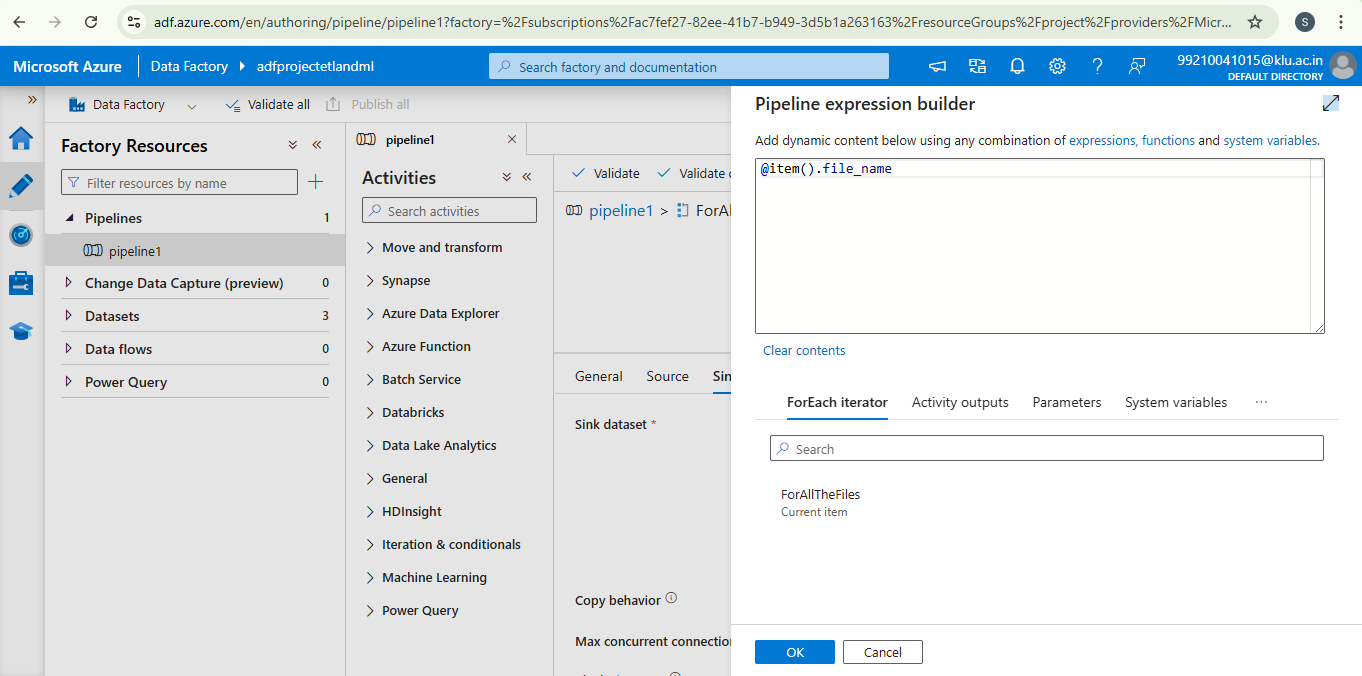 adf.azure.com/en/authoring/pipeline/pipeline1?factory=%2Fsubscriptions%2Fac7fef27-82ee-41b7-b949-3d5b1a263163%2FresourceGroups%2Fproject%2Fproviders%2FMicr...
S
Microsoft Azure
Data Factory
adfprojectetlandml
Search factory and documentation
99210041015@klu.ac.in
DEFAULT DIRECTORY
Data Factory
Validate all
Publish all
Factory Resources
Filter resources by name
Pipelines 1
pipeline1
Change Data Capture (preview) 0
Datasets 3
Data flows 0
Power Query 0
pipeline1
Activities
Search activities
Move and transform
Synapse
Azure Data Explorer
Azure Function
Batch Service
Databricks
Data Lake Analytics
General
HDInsight
Iteration & conditionals
Machine Learning
Power Query
Validate Validate c
pipeline1 > ForAl
General Source Sin
Sink dataset *
Copy behavior
Max concurrent connection
Pipeline expression builder
Add dynamic content below using any combination of expressions, functions and system variables.
@item().file_name
Clear contents
ForEach iterator Activity outputs Parameters System variables ...
Search
ForAllTheFiles
Current item
OK Cancel